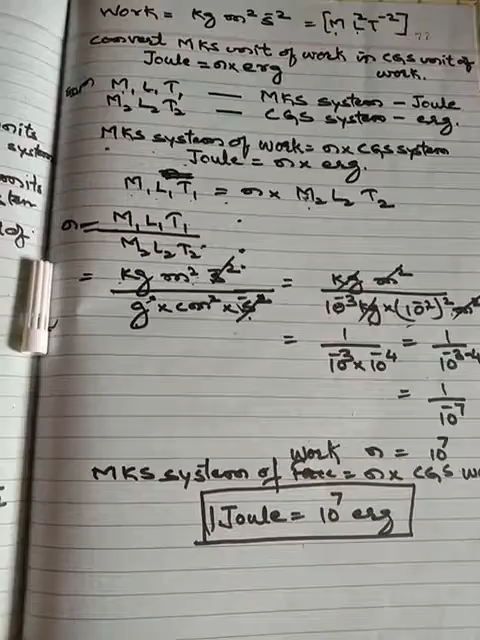 Work = kg m² s̄² = [M L² T⁻²]
convert MKS unit of work in CGS unit of work.
Joule = n x erg
M₁ L₁ T₁ — MKS system - Joule
M₂ L₂ T₂ — CGS system - erg.
MKS system of work = n x CGS system
Joule = n x erg.
M₁ L₁ T₁ = n x M₂ L₂ T₂
n = M₁ L₁ T₁ / M₂ L₂ T₂
= kg m² s̄² / g x cm² x s̄² = kg m² / 10̄³ kg x (10̄²)² m²
= 1 / 10̄³ x 10̄⁴ = 1 / 10⁻³⁻⁴
= 1 / 10̄⁷
work n = 10⁷
MKS system of = n x CGS
1 Joule = 10⁷ erg